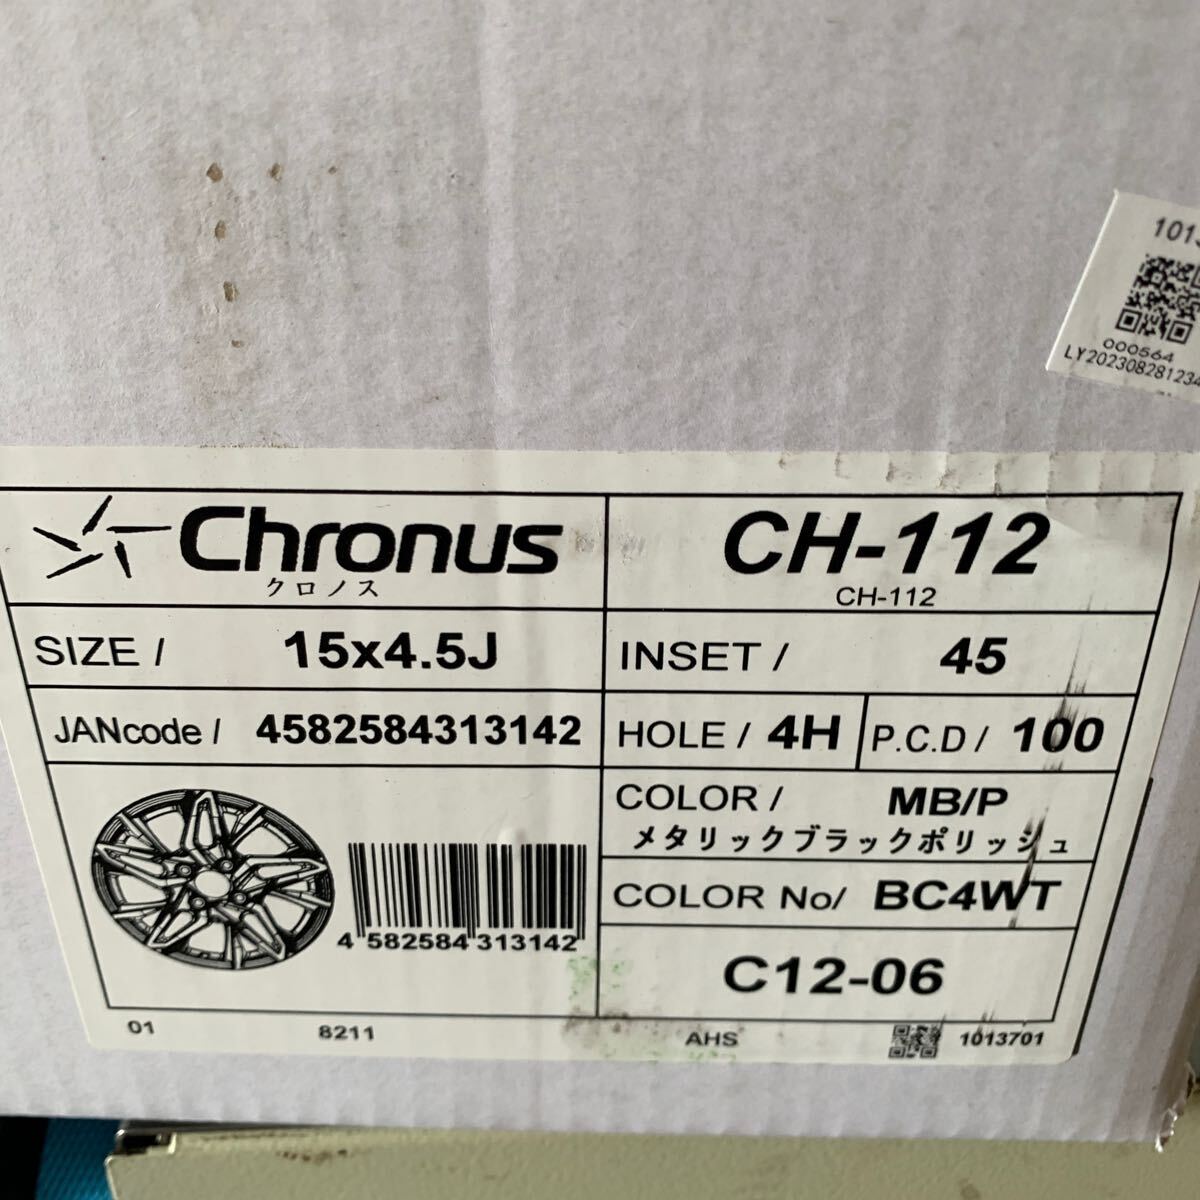 1013
000564
LY202308281234
Chronus
クロノス
CH-112
CH-112
SIZE / 15x4.5J
INSET / 45
JANcode / 4582584313142
HOLE / 4H
P.C.D / 100
COLOR / MB/P
メタリックブラックポリッシュ
COLOR No/ BC4WT
4 582584 313142
C12-06
01 8211 AHS 1013701